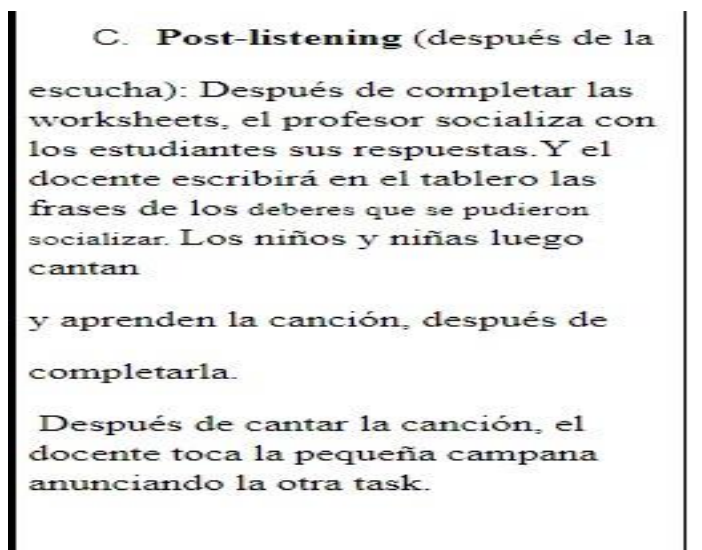 C. Post-listening (después de la
escucha): Después de completar las
worksheets, el profesor socializa con
los estudiantes sus respuestas.Y el
docente escribirá en el tablero las
frases de los deberes que se pudieron
socializar. Los niños y niñas luego
cantan
y aprenden la canción, después de
completarla.
Después de cantar la canción, el
docente toca la pequeña campana
anunciando la otra task.